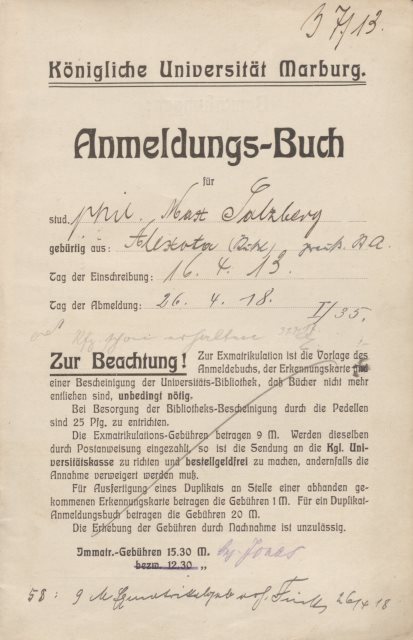 B 7/13.
Königliche Universität Marburg.
Anmeldungs-Buch
für
stud. phil. Max Salzberg
gebürtig aus: Alexota
Tag der Einschreibung: 16. 4. 13.
Tag der Abmeldung: 26. 4. 18. I/35.
erhalten
Zur Beachtung! Zur Exmatrikulation ist die Vorlage des
Anmeldebuchs, der Erkennungskarte und
einer Bescheinigung der Universitäts-Bibliothek, daß Bücher nicht mehr
entliehen sind, unbedingt nötig.
Bei Besorgung der Bibliotheks-Bescheinigung durch die Pedellen
sind 25 Pfg. zu entrichten.
Die Exmatrikulations-Gebühren betragen 9 M. Werden dieselben
durch Postanweisung eingezahlt, so ist die Sendung an die Kgl. Uni-
versitätskasse zu richten und bestellgeldfrei zu machen, andernfalls die
Annahme verweigert werden muß.
Für Ausfertigung eines Duplikats an Stelle einer abhanden ge-
kommenen Erkennungskarte betragen die Gebühren 1 M. Für ein Duplikat-
Anmeldungsbuch betragen die Gebühren 20 M.
Die Erhebung der Gebühren durch Nachnahme ist unzulässig.
Immatr.-Gebühren 15.30 M.
bezw. 12.30 „
58: 9 M 26/4 18